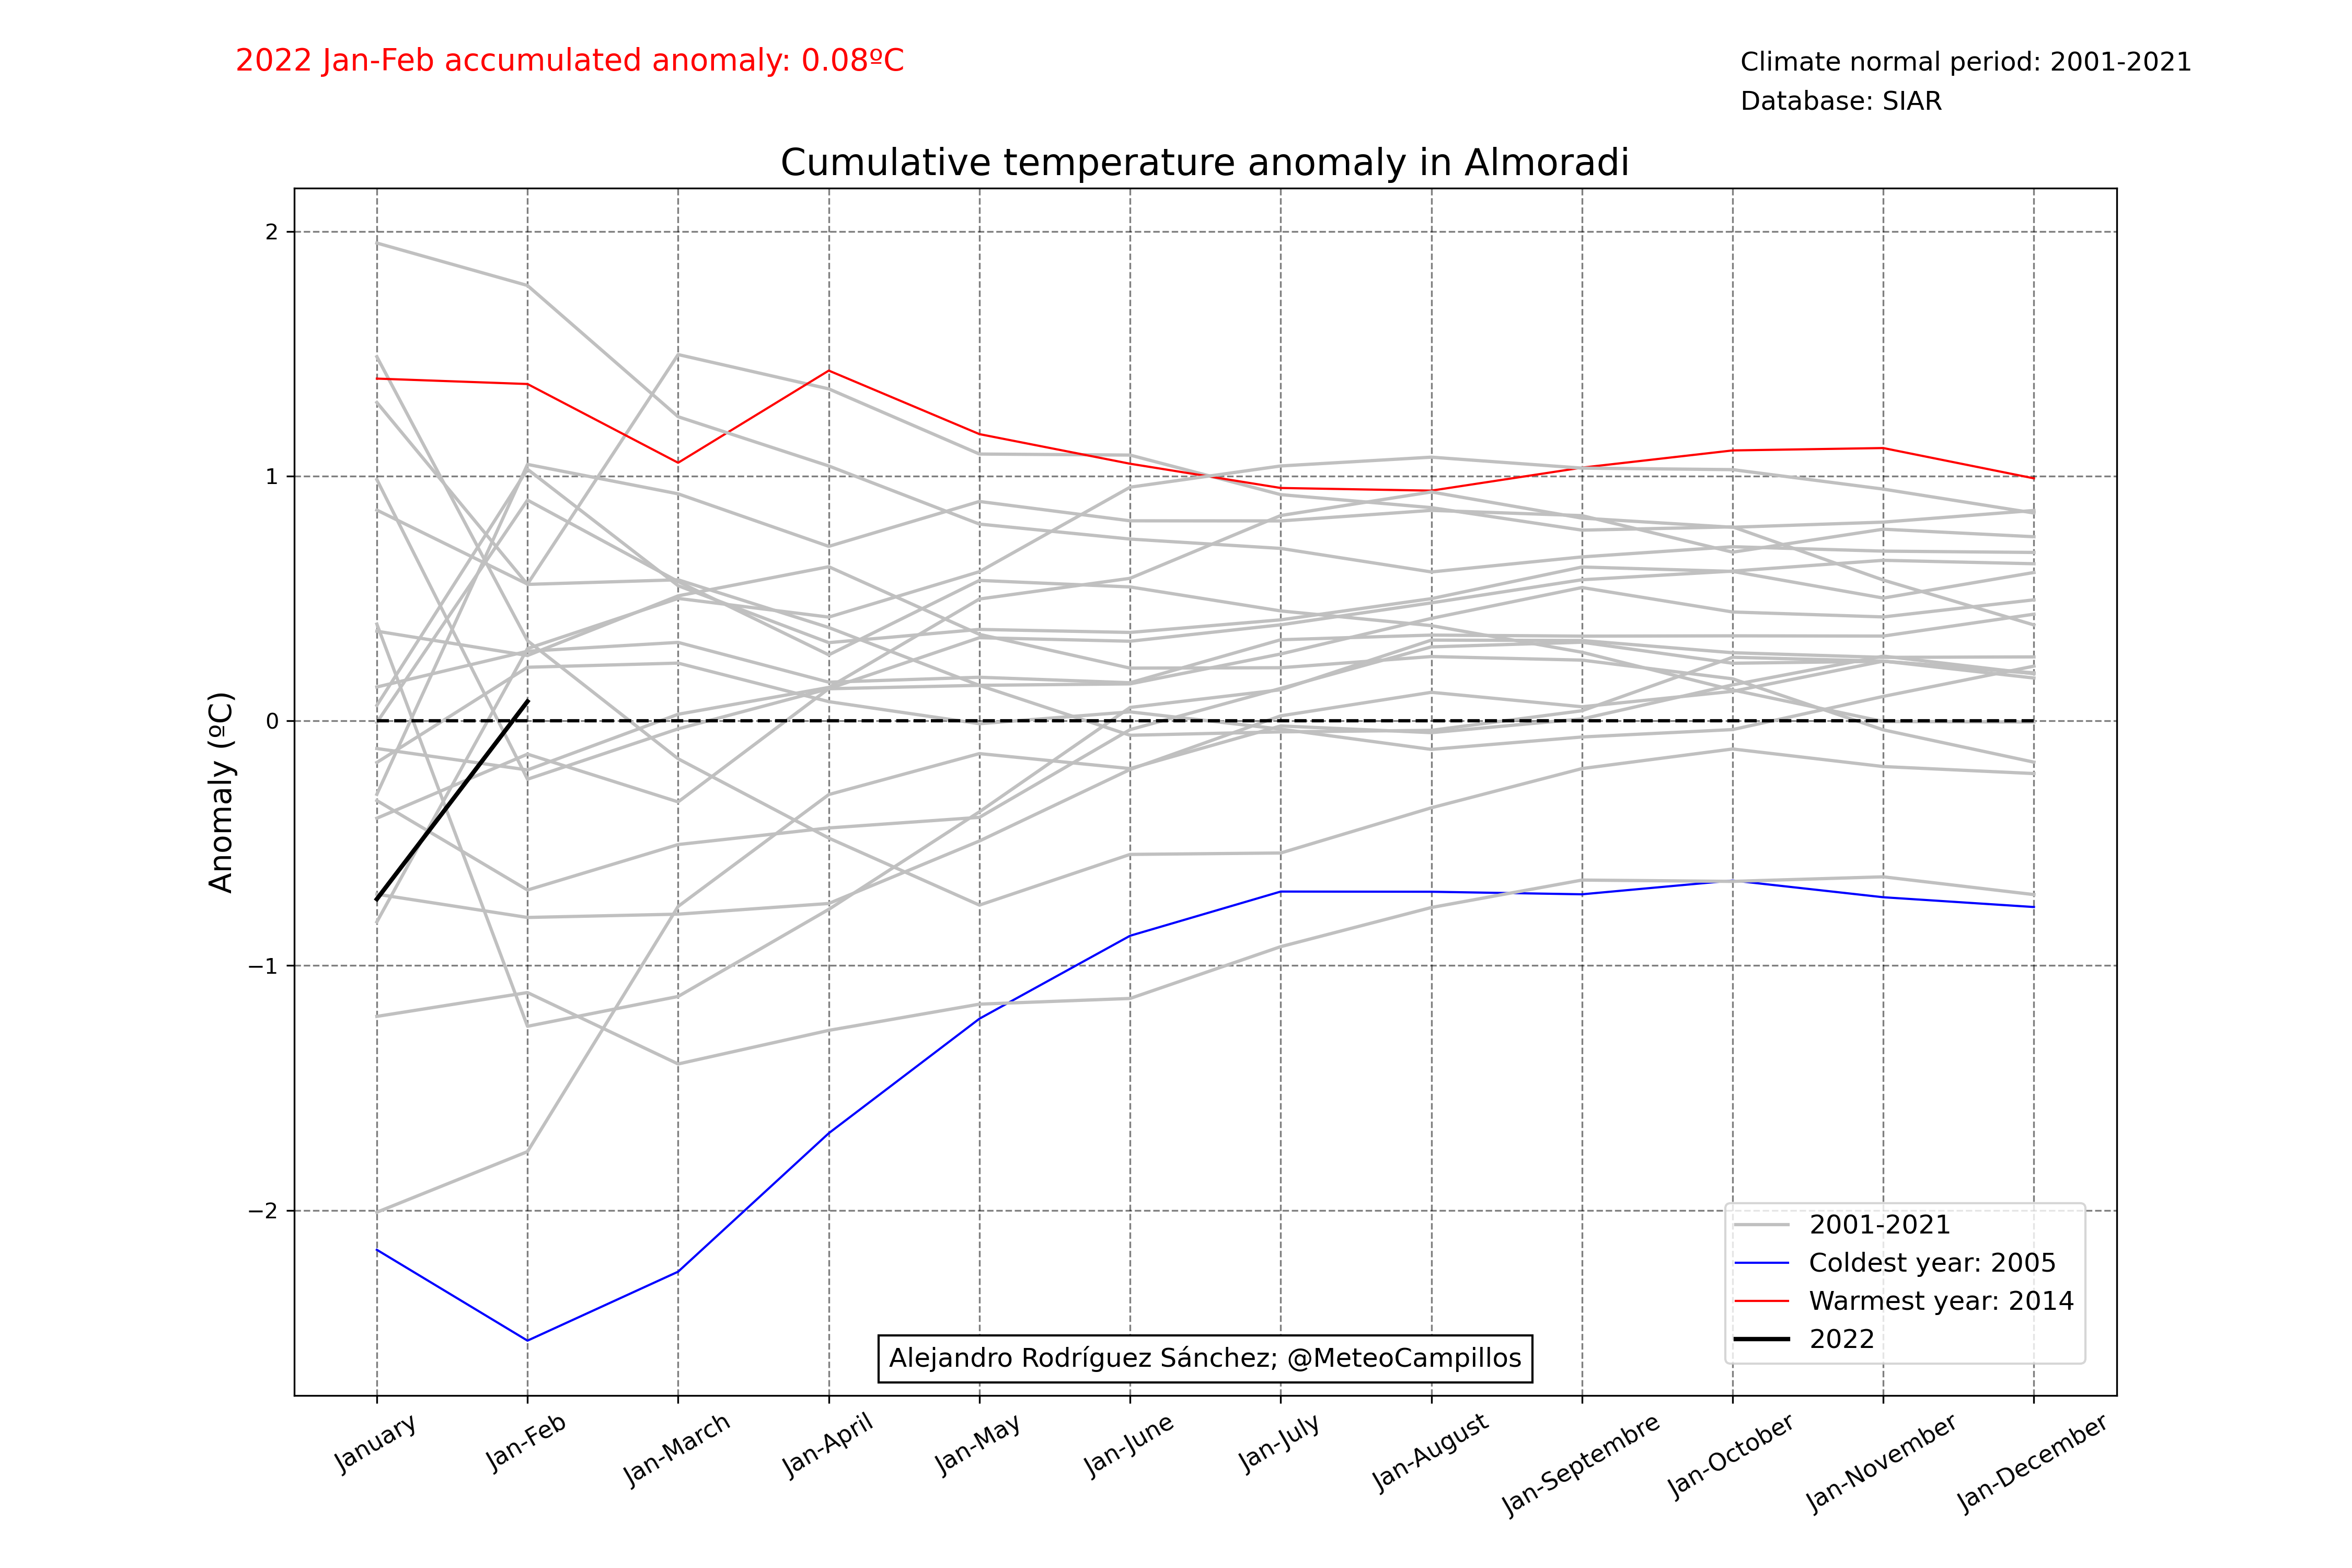 2022 Jan-Feb accumulated anomaly: 0.08ºC
Climate normal period: 2001-2021
Database: SIAR
Cumulative temperature anomaly in Almoradi
Anomaly (ºC)
2
1
0
−1
−2
2001-2021
Coldest year: 2005
Warmest year: 2014
2022
Alejandro Rodríguez Sánchez; @MeteoCampillos
January
Jan-Feb
Jan-March
Jan-April
Jan-May
Jan-June
Jan-July
Jan-August
Jan-Septembre
Jan-October
Jan-November
Jan-December